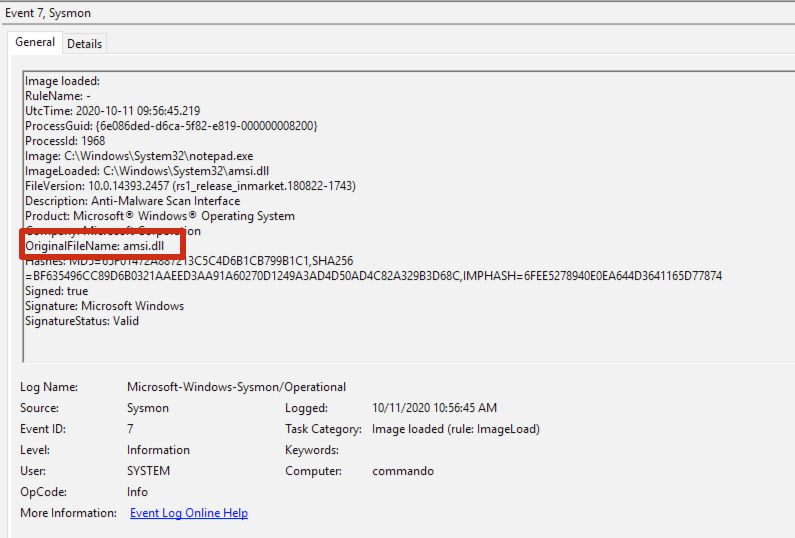 Event 7, Sysmon
General Details
Image loaded:
RuleName: -
UtcTime: 2020-10-11 09:56:45.219
ProcessGuid: {6e086ded-d6ca-5f82-e819-000000008200}
ProcessId: 1968
Image: C:\Windows\System32\notepad.exe
ImageLoaded: C:\Windows\System32\amsi.dll
FileVersion: 10.0.14393.2457 (rs1_release_inmarket.180822-1743)
Description: Anti-Malware Scan Interface
Product: Microsoft® Windows® Operating System
Company: Microsoft Corporation
OriginalFileName: amsi.dll
Hashes: MD5=65F01472A887213C5C4D6B1CB799B1C1,SHA256
=BF635496CC89D6B0321AAEED3AA91A60270D1249A3AD4D50AD4C82A329B3D68C,IMPHASH=6FEE5278940E0EA644D3641165D77874
Signed: true
Signature: Microsoft Windows
SignatureStatus: Valid
Log Name: Microsoft-Windows-Sysmon/Operational
Source: Sysmon Logged: 10/11/2020 10:56:45 AM
Event ID: 7 Task Category: Image loaded (rule: ImageLoad)
Level: Information Keywords:
User: SYSTEM Computer: commando
OpCode: Info
More Information: Event Log Online Help